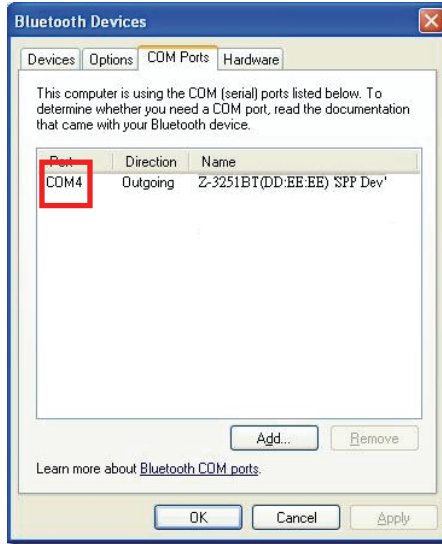 Bluetooth Devices
Devices Options COM Ports Hardware
This computer is using the COM (serial) ports listed below. To
determine whether you need a COM port, read the documentation
that came with your Bluetooth device.
Port Direction Name
COM4 Outgoing Z-3251BT(DD:EE:EE) 'SPP Dev'
Add... Remove
Learn more about Bluetooth COM ports.
OK Cancel Apply